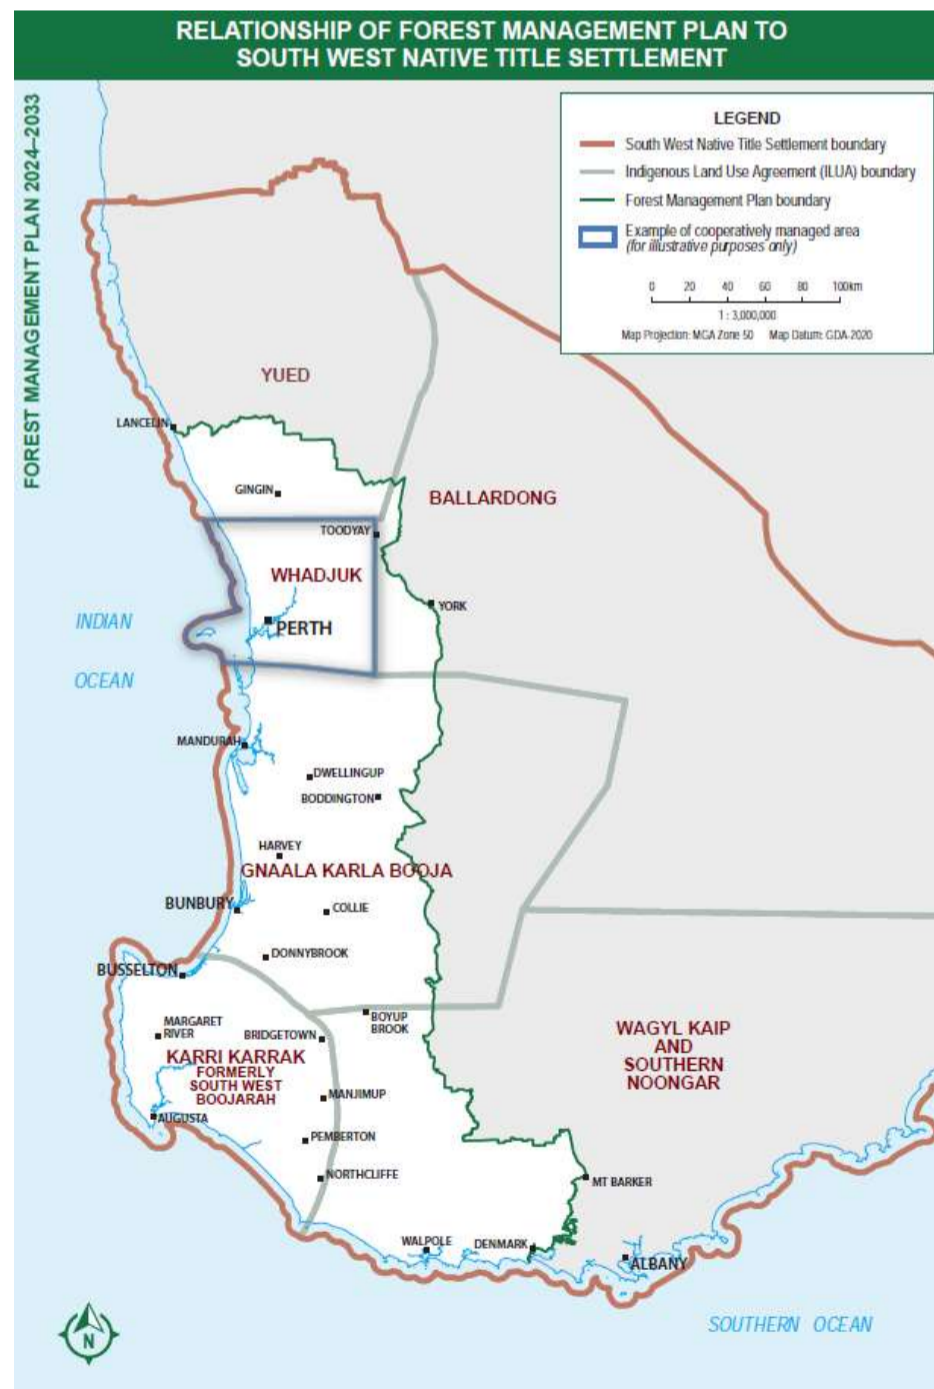 RELATIONSHIP OF FOREST MANAGEMENT PLAN TO
SOUTH WEST NATIVE TITLE SETTLEMENT
FOREST MANAGEMENT PLAN 2024–2033
LEGEND
South West Native Title Settlement boundary
Indigenous Land Use Agreement (ILUA) boundary
Forest Management Plan boundary
Example of cooperatively managed area
(for illustrative purposes only)
0 20 40 60 80 100km
1 : 3,000,000
Map Projection: MGA Zone 50 Map Datum: GDA-2020
YUED
LANCELIN
GINGIN
BALLARDONG
TOODYAY
WHADJUK
YORK
INDIAN
OCEAN
PERTH
MANDURAH
DWELLINGUP
BODDINGTON
HARVEY
GNAALA KARLA BOOJA
BUNBURY
COLLIE
DONNYBROOK
BUSSELTON
MARGARET
RIVER
BRIDGETOWN
BOYUP
BROOK
WAGYL KAIP
AND
SOUTHERN
NOONGAR
KARRI KARRAK
FORMERLY
SOUTH WEST
BOOJARAH
MANJIMUP
AUGUSTA
PEMBERTON
NORTHCLIFFE
MT BARKER
WALPOLE
DENMARK
ALBANY
SOUTHERN OCEAN
N